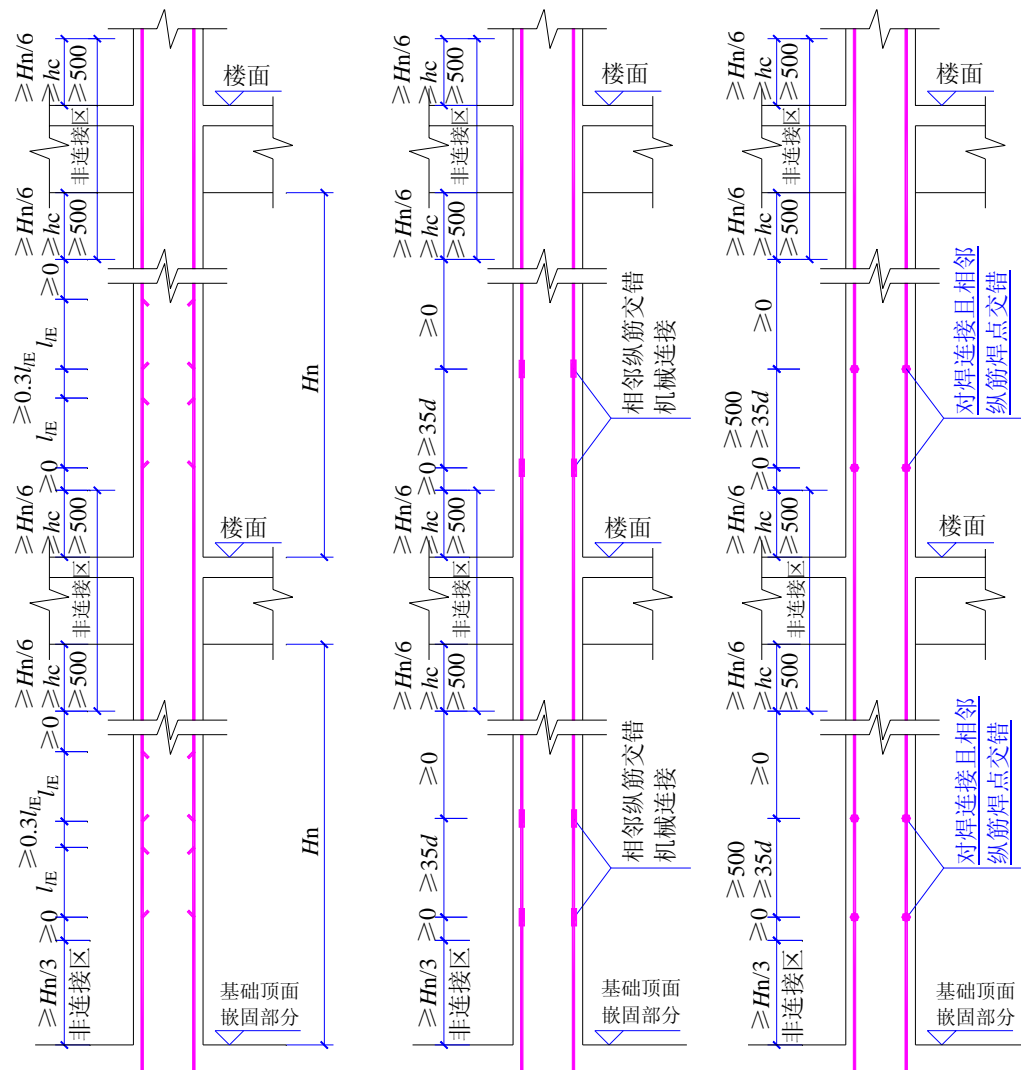 ≥Hn/6
≥hc
≥500
楼面
非连接区
≥Hn/6
≥hc
≥500
≥0
llE
≥0.3llE
llE
≥0
Hn
≥Hn/6
≥hc
≥500
楼面
非连接区
≥Hn/6
≥hc
≥500
≥0
llE
≥0.3llE
llE
≥0
Hn
≥Hn/3
非连接区
基础顶面
嵌固部分
≥Hn/6
≥hc
≥500
楼面
非连接区
≥Hn/6
≥hc
≥500
≥0
相邻纵筋交错
机械连接
≥35d
≥0
≥Hn/6
≥hc
≥500
楼面
非连接区
≥Hn/6
≥hc
≥500
≥0
相邻纵筋交错
机械连接
≥35d
≥0
≥Hn/3
非连接区
基础顶面
嵌固部分
≥Hn/6
≥hc
≥500
楼面
非连接区
≥Hn/6
≥hc
≥500
≥0
对焊连接且相邻
纵筋焊点交错
≥500
≥35d
≥0
≥Hn/6
≥hc
≥500
楼面
非连接区
≥Hn/6
≥hc
≥500
≥0
对焊连接且相邻
纵筋焊点交错
≥500
≥35d
≥0
≥Hn/3
非连接区
基础顶面
嵌固部分